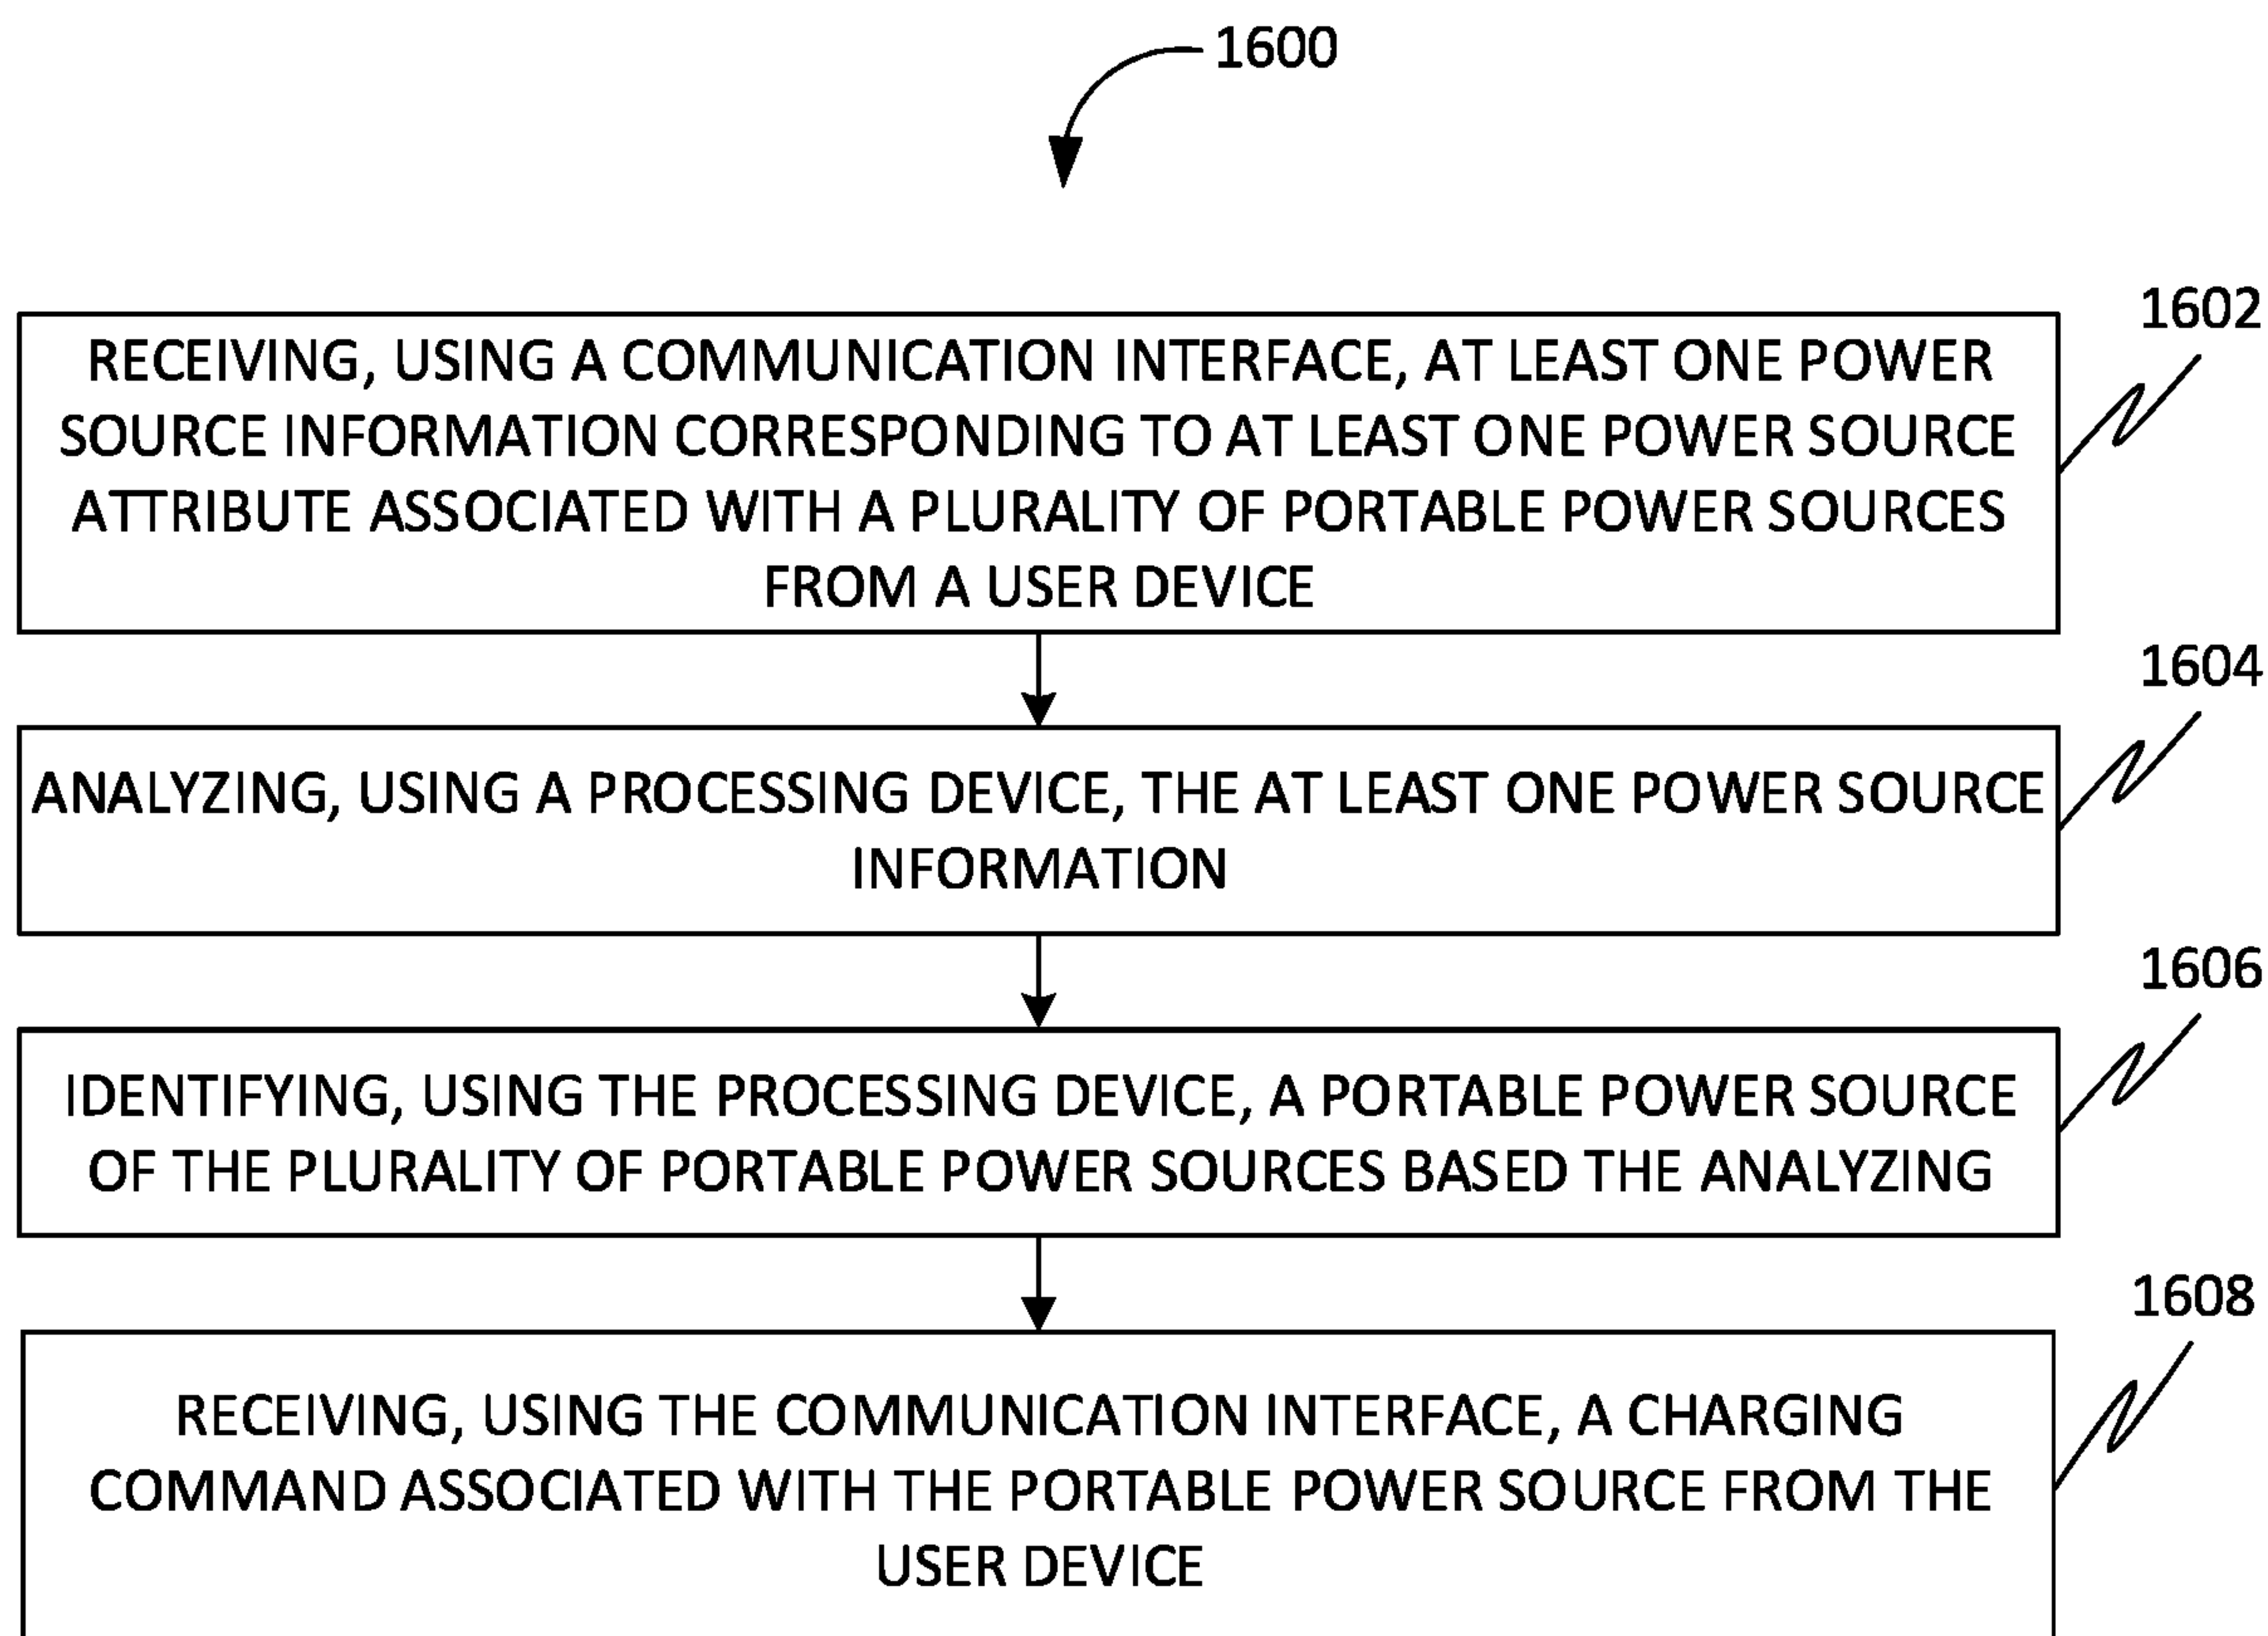 1600
1602
RECEIVING, USING A COMMUNICATION INTERFACE, AT LEAST ONE POWER
SOURCE INFORMATION CORRESPONDING TO AT LEAST ONE POWER SOURCE
ATTRIBUTE ASSOCIATED WITH A PLURALITY OF PORTABLE POWER SOURCES
FROM A USER DEVICE
1604
ANALYZING, USING A PROCESSING DEVICE, THE AT LEAST ONE POWER SOURCE
INFORMATION
1606
IDENTIFYING, USING THE PROCESSING DEVICE, A PORTABLE POWER SOURCE
OF THE PLURALITY OF PORTABLE POWER SOURCES BASED THE ANALYZING
1608
RECEIVING, USING THE COMMUNICATION INTERFACE, A CHARGING
COMMAND ASSOCIATED WITH THE PORTABLE POWER SOURCE FROM THE
USER DEVICE